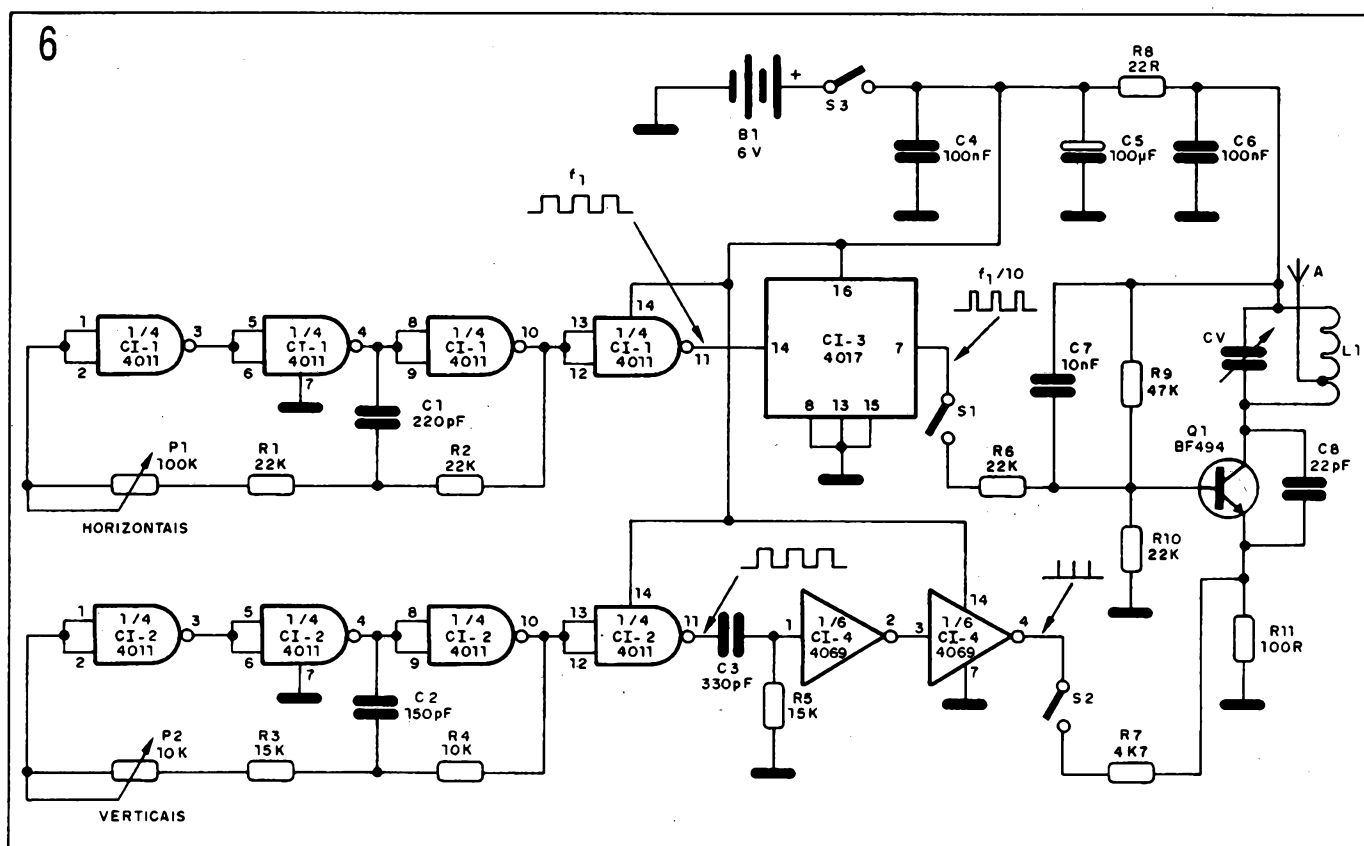 6
R8
22R
+
S3
B1
6V
C4
100nF
C5
100µF
C6
100nF
f1
A
16
f1/10
14
1
2
1/4
CI-1
4011
3
5
6
1/4
CI-1
4011
4
7
8
9
1/4
CI-1
4011
10
13
12
1/4
CI-1
4011
11
14
CI-3
4017
7
8 13 15
CV
L1
C7
10nF
R9
47K
S1
C1
220pF
Q1
BF494
C8
22pF
P1
100K
R1
22K
R2
22K
R6
22K
HORIZONTAIS
R10
22K
14
14
1
2
1/4
CI-2
4011
3
5
6
1/4
CI-2
4011
4
7
8
9
1/4
CI-2
4011
10
13
12
1/4
CI-2
4011
11
C3
330pF
1
1/6
CI-4
4069
2
3
1/6
CI-4
4069
4
7
R11
100R
C2
150pF
R5
15K
S2
P2
10K
R3
15K
R4
10K
R7
4K7
VERTICAIS